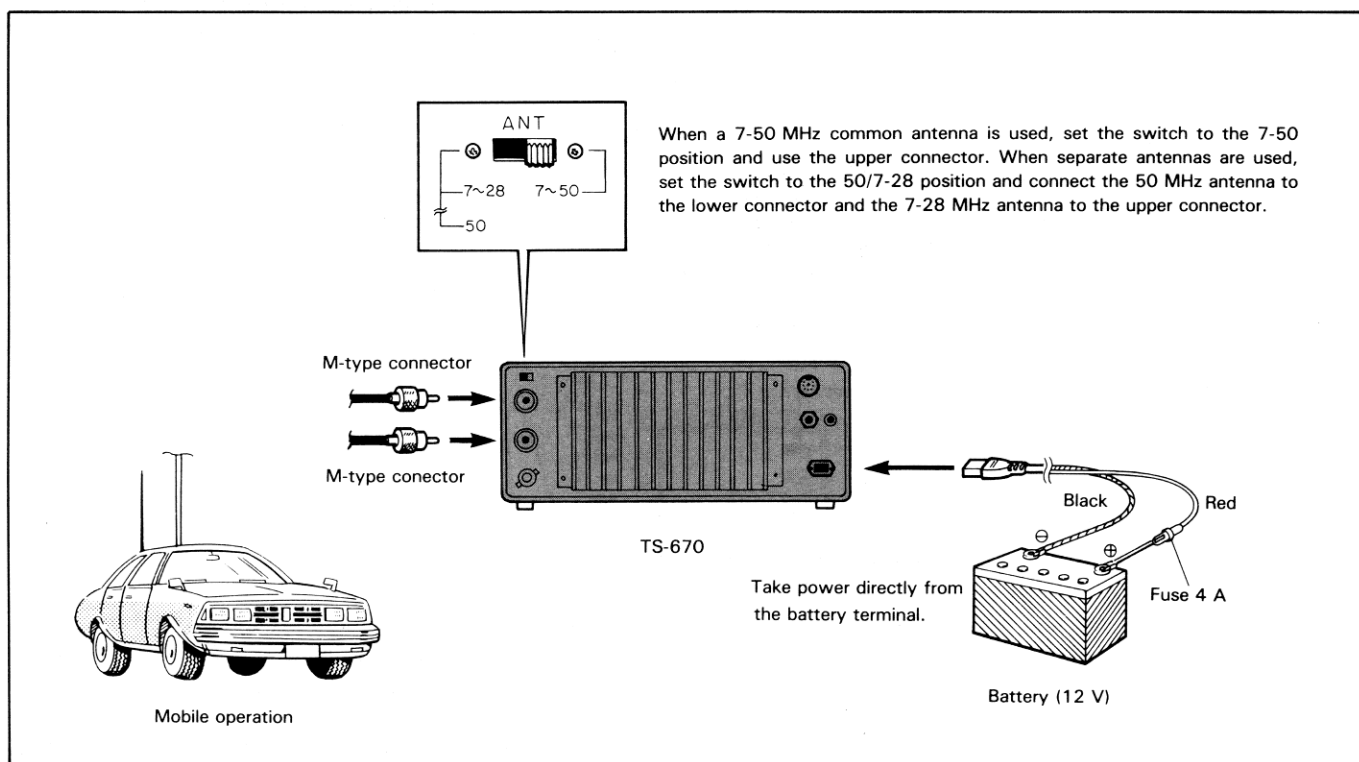 ANT
7~28
7~50
50
When a 7-50 MHz common antenna is used, set the switch to the 7-50
position and use the upper connector. When separate antennas are used,
set the switch to the 50/7-28 position and connect the 50 MHz antenna to
the lower connector and the 7-28 MHz antenna to the upper connector.
M-type connector
M-type conector
TS-670
Black
Red
⊖
⊕
Take power directly from
the battery terminal.
Fuse 4 A
Battery (12 V)
Mobile operation